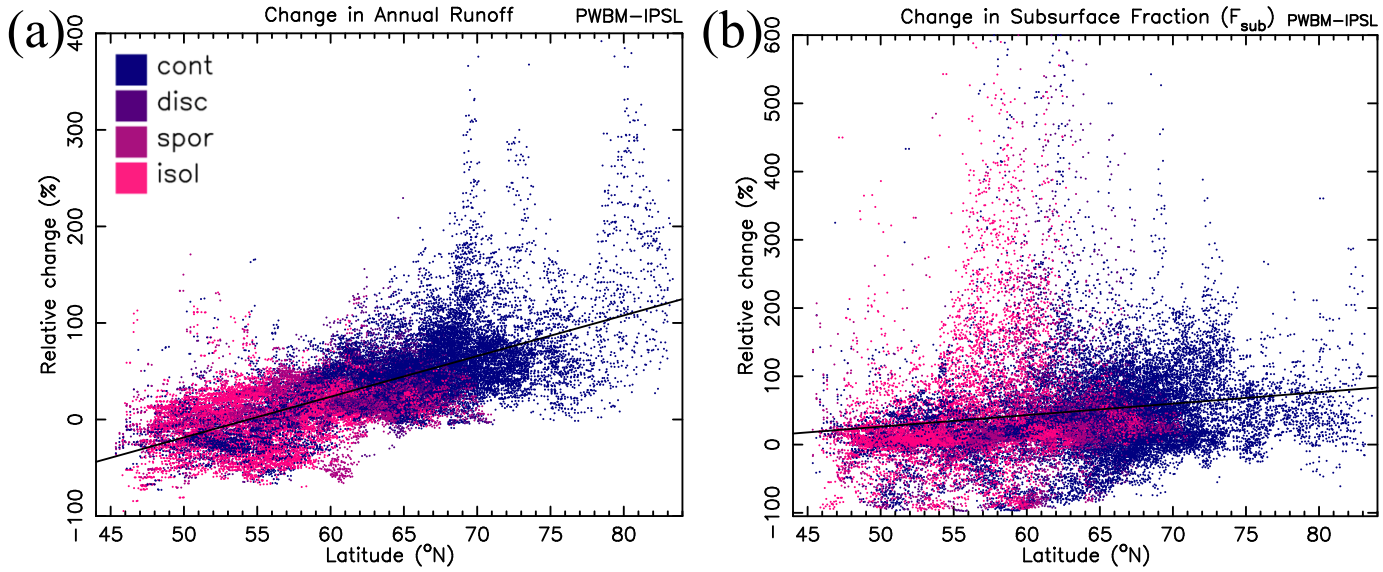 (a)
Change in Annual Runoff
PWBM-IPSL
400
300
200
100
0
-100
Relative change (%)
cont
disc
spor
isol
45 50 55 60 65 70 75 80
Latitude (°N)
(b)
Change in Subsurface Fraction (Fsub)
PWBM-IPSL
600
500
400
300
200
100
0
-100
Relative change (%)
45 50 55 60 65 70 75 80
Latitude (°N)